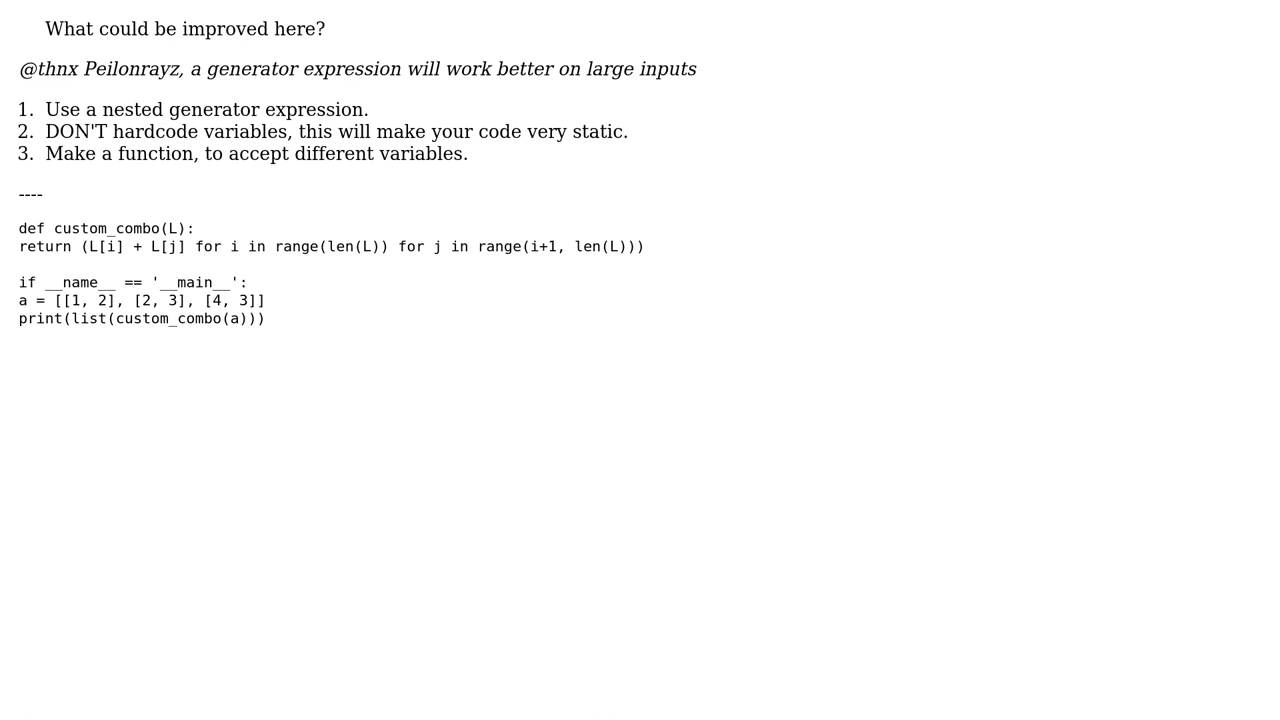 What could be improved here?
@thnx Peilonrayz, a generator expression will work better on large inputs
1. Use a nested generator expression.
2. DON'T hardcode variables, this will make your code very static.
3. Make a function, to accept different variables.
----
def custom_combo(L):
return (L[i] + L[j] for i in range(len(L)) for j in range(i+1, len(L)))
if __name__ == '__main__':
a = [[1, 2], [2, 3], [4, 3]]
print(list(custom_combo(a)))